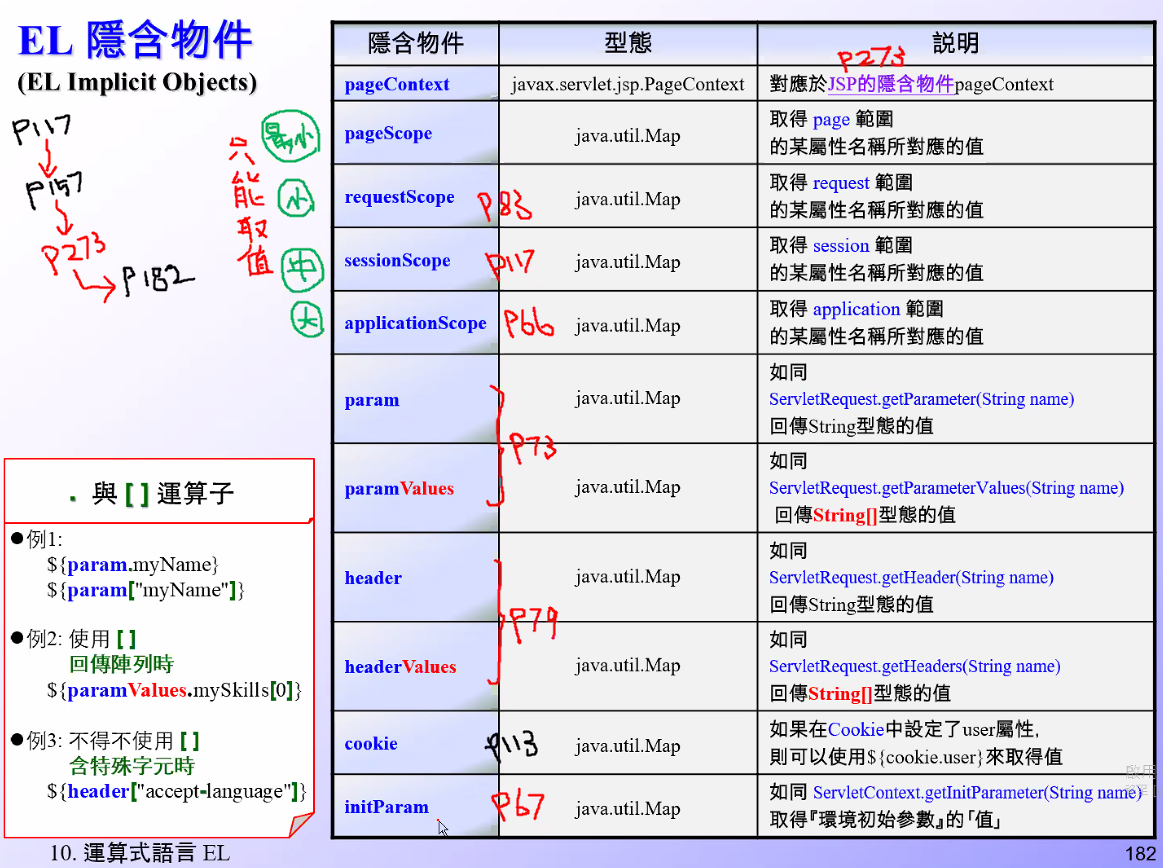 EL 隱含物件
(EL Implicit Objects)
P117
P157
P273
P182
只能取值
最小
小
中
大
隱含物件 型態 説明
P273
pageContext javax.servlet.jsp.PageContext 對應於JSP的隱含物件pageContext
pageScope java.util.Map 取得 page 範圍
的某屬性名稱所對應的值
requestScope P83 java.util.Map 取得 request 範圍
的某屬性名稱所對應的值
sessionScope P117 java.util.Map 取得 session 範圍
的某屬性名稱所對應的值
applicationScope P66 java.util.Map 取得 application 範圍
的某屬性名稱所對應的值
param java.util.Map 如同
ServletRequest.getParameter(String name)
回傳String型態的值
P73
paramValues java.util.Map 如同
ServletRequest.getParameterValues(String name)
回傳String[]型態的值
header java.util.Map 如同
ServletRequest.getHeader(String name)
回傳String型態的值
P79
headerValues java.util.Map 如同
ServletRequest.getHeaders(String name)
回傳String[]型態的值
cookie P113 java.util.Map 如果在Cookie中設定了user屬性,
則可以使用${cookie.user}來取得值
initParam P67 java.util.Map 如同 ServletContext.getInitParameter(String name)
取得『環境初始參數』的「值」
. 與 [ ] 運算子
●例1:
${param.myName}
${param["myName"]}
●例2: 使用 [ ]
回傳陣列時
${paramValues.mySkills[0]}
●例3: 不得不使用 [ ]
含特殊字元時
${header["accept-language"]}
啟用
10. 運算式語言 EL
182